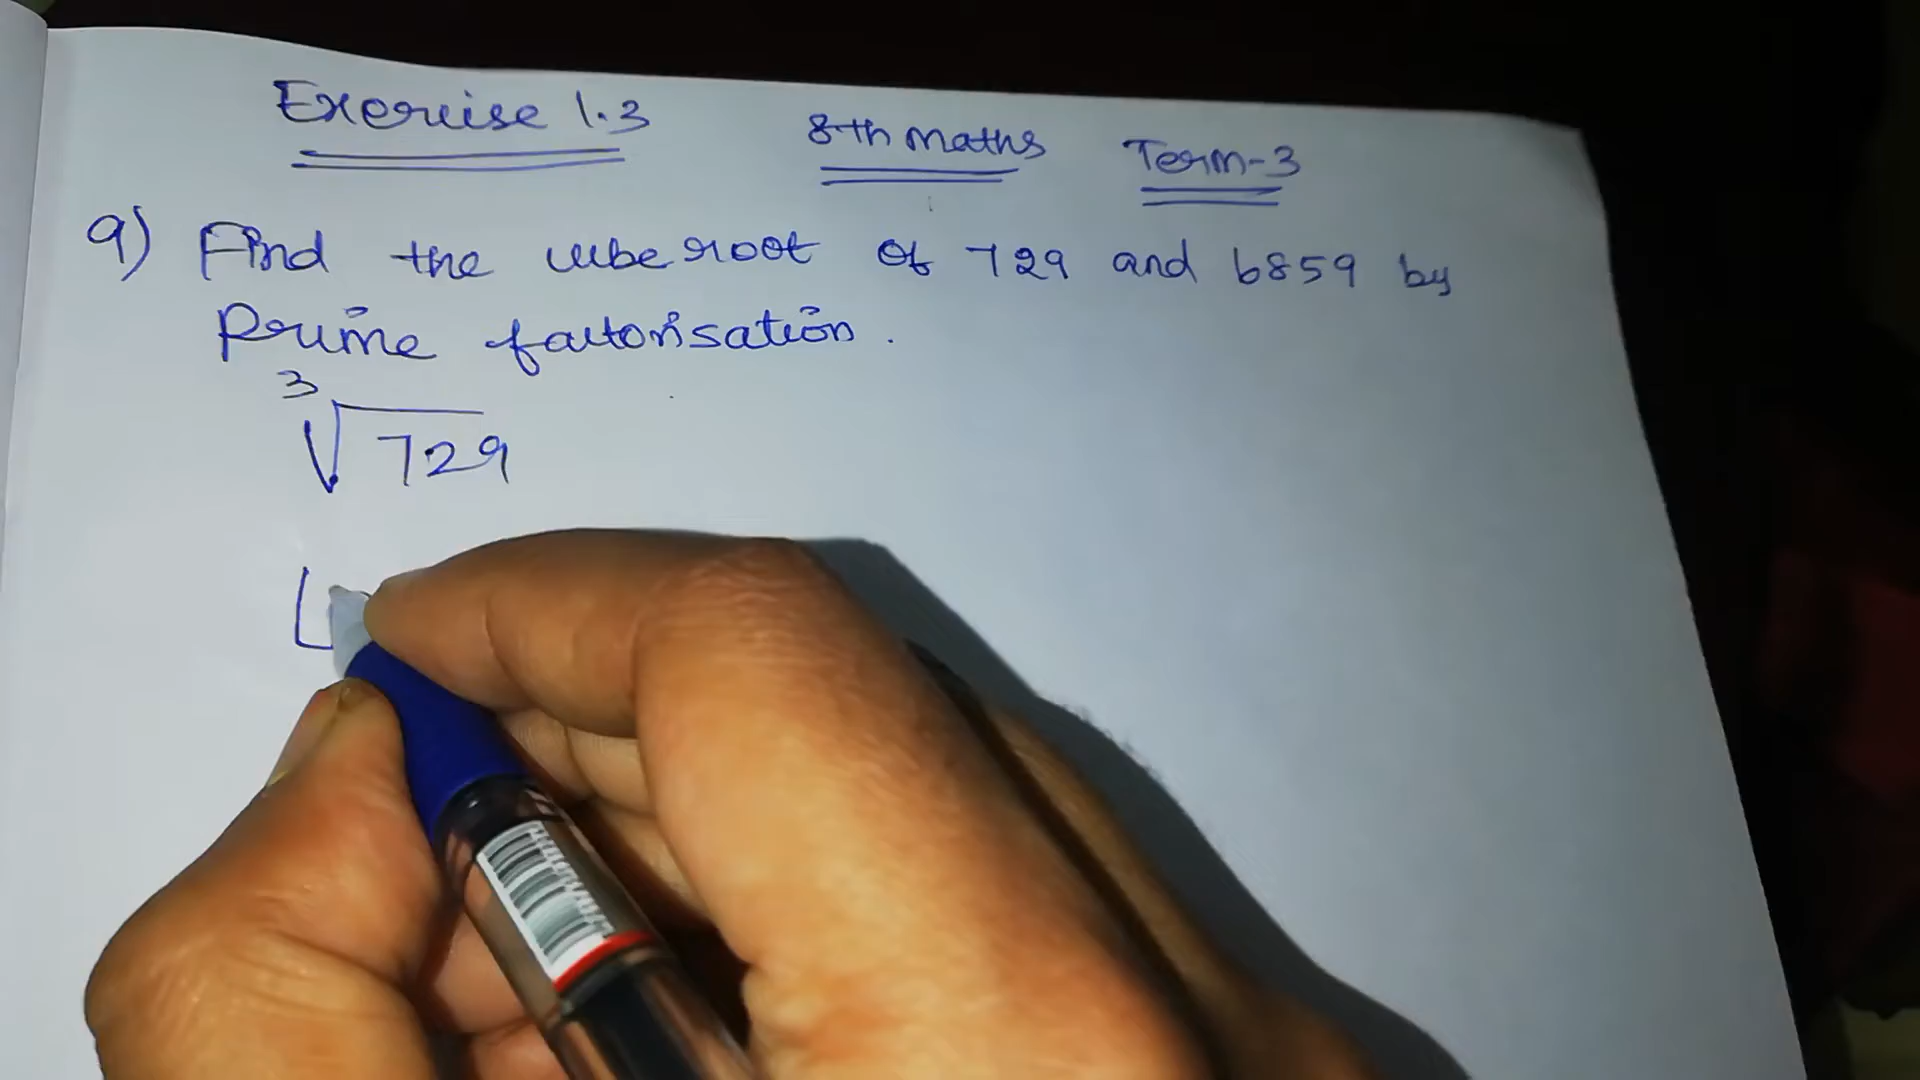 Exercise 1.3 8th Maths Term-3
9) Find the cube root of 729 and 6859 by
Prime factorisation.
3√729